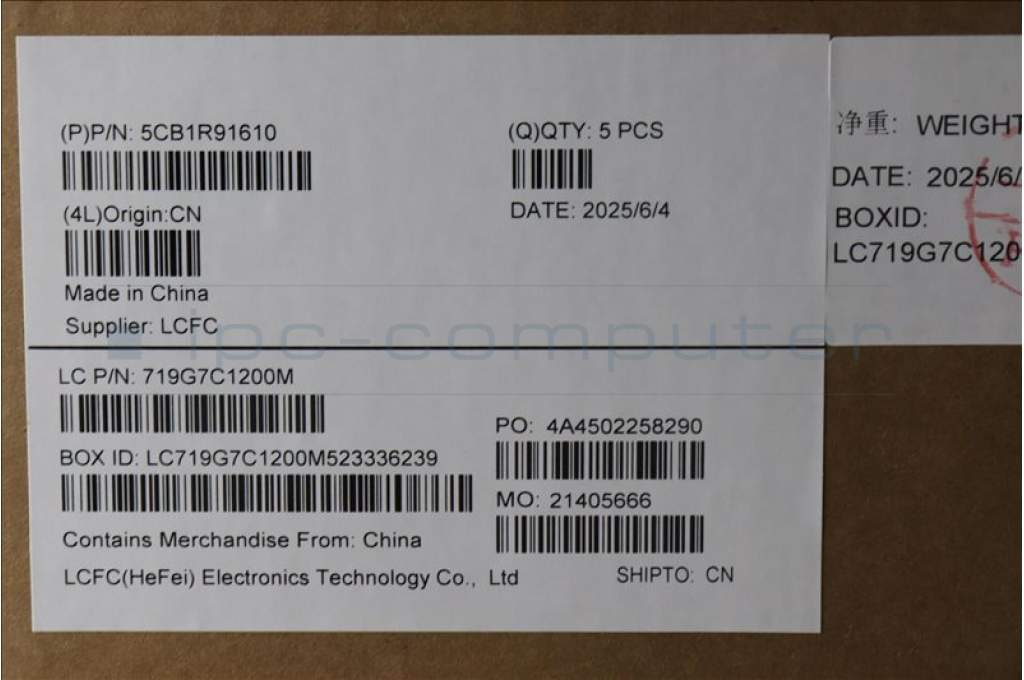 (P)P/N: 5CB1R91610
(Q)QTY: 5 PCS
(4L)Origin:CN
DATE: 2025/6/4
Made in China
Supplier: LCFC
LC P/N: 719G7C1200M
PO: 4A4502258290
BOX ID: LC719G7C1200M523336239
MO: 21405666
Contains Merchandise From: China
LCFC(HeFei) Electronics Technology Co., Ltd
SHIPTO: CN
净重: WEIGHT
DATE: 2025/6/
BOXID:
LC719G7C120
ipc-computer